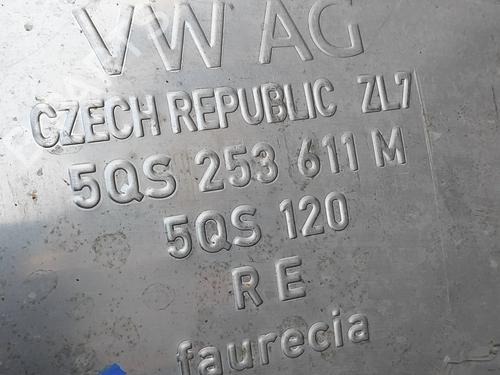 VW AG
CZECH REPUBLIC ZL7
5QS 253 611 M
5QS 120
R E
faurecia